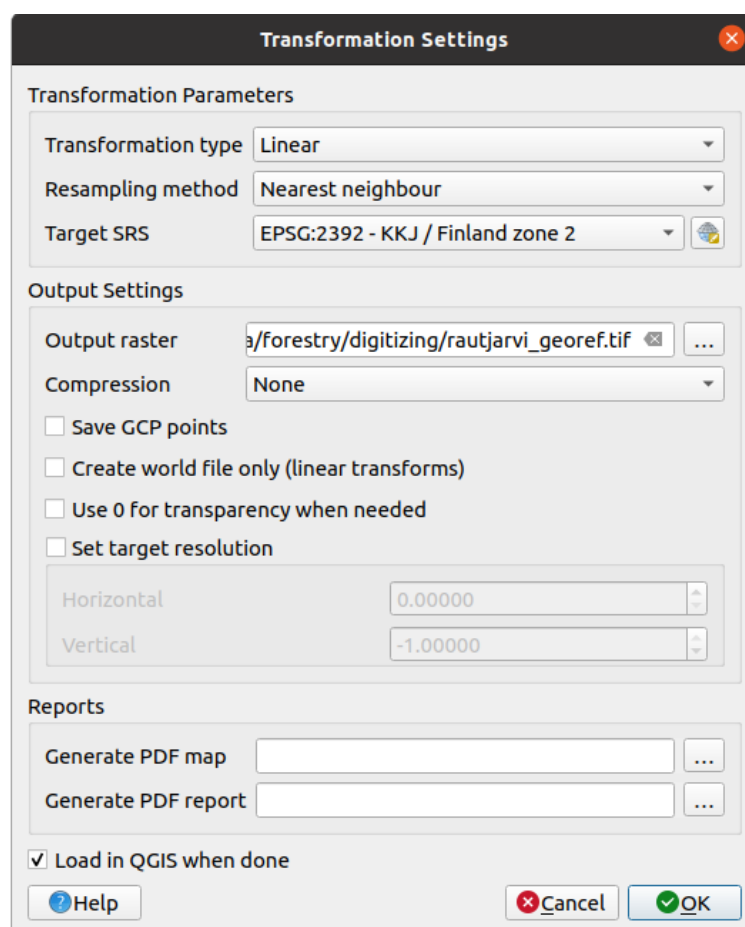 Transformation Settings
Transformation Parameters
Transformation type Linear
Resampling method Nearest neighbour
Target SRS EPSG:2392 - KKJ / Finland zone 2
Output Settings
Output raster a/forestry/digitizing/rautjarvi_georef.tif ...
Compression None
Save GCP points
Create world file only (linear transforms)
Use 0 for transparency when needed
Set target resolution
Horizontal 0.00000
Vertical -1.00000
Reports
Generate PDF map ...
Generate PDF report ...
Load in QGIS when done
Help Cancel OK